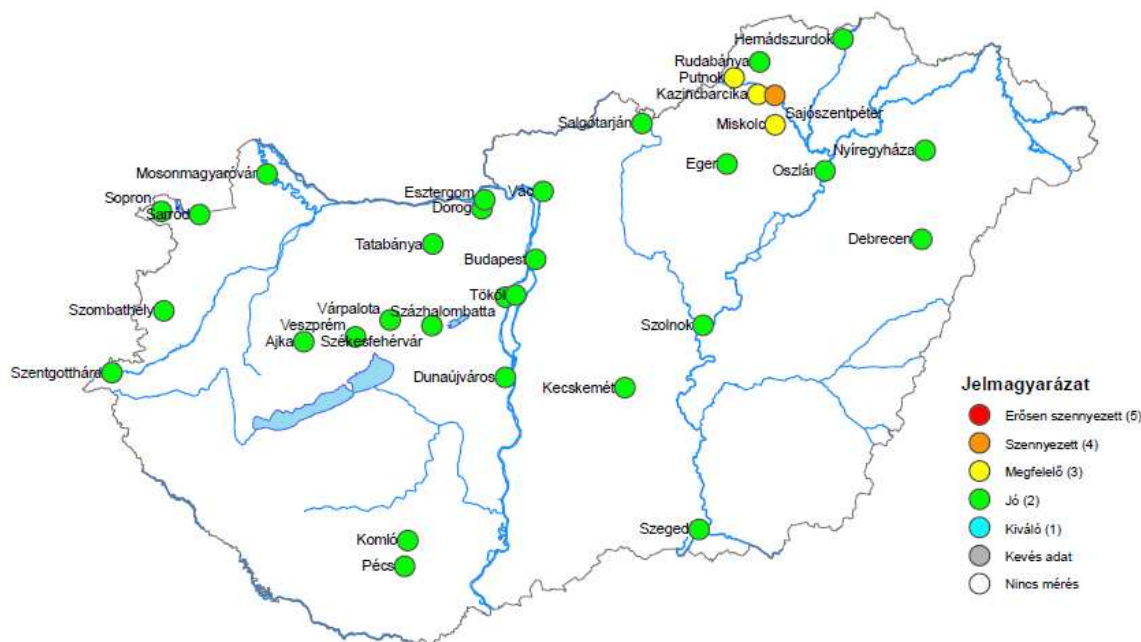 Hernádszurdok
Rudabánya
Putnok
Kazincbarcika
Sajószentpéter
Salgótarján
Miskolc
Nyíregyháza
Eger
Oszlár
Mosonmagyaróvár
Esztergom
Vác
Sopron
Sarród
Dorog
Tatabánya
Debrecen
Budapest
Tököl
Szombathely
Várpalota
Százhalombatta
Veszprém
Ajka
Székesfehérvár
Szolnok
Szentgotthárd
Dunaújváros
Kecskemét
Szeged
Komló
Pécs
Jelmagyarázat
Erősen szennyezett (5)
Szennyezett (4)
Megfelelő (3)
Jó (2)
Kiváló (1)
Kevés adat
Nincs mérés